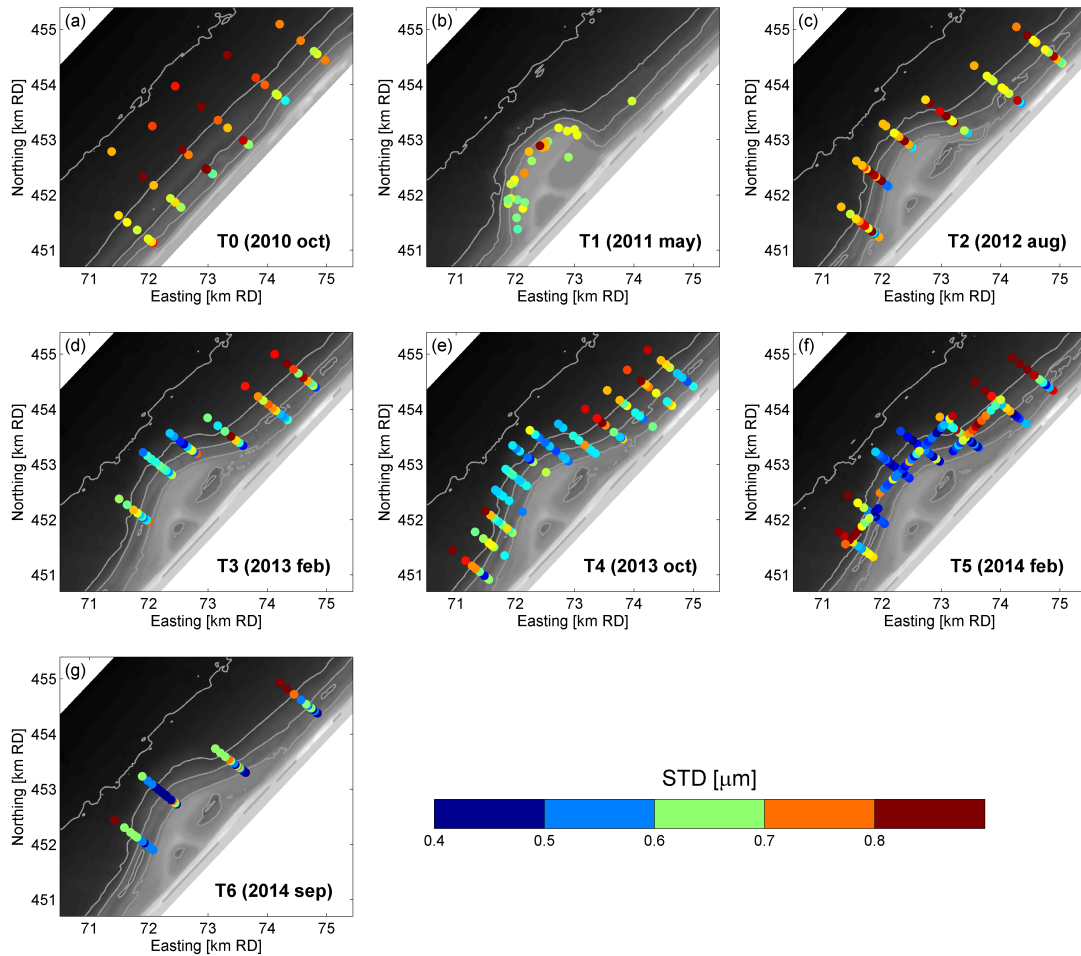 (a)
455
454
453
452
451
Northing [km RD]
T0 (2010 oct)
71 72 73 74 75
Easting [km RD]
(b)
455
454
453
452
451
Northing [km RD]
T1 (2011 may)
71 72 73 74 75
Easting [km RD]
(c)
455
454
453
452
451
Northing [km RD]
T2 (2012 aug)
71 72 73 74 75
Easting [km RD]
(d)
455
454
453
452
451
Northing [km RD]
T3 (2013 feb)
71 72 73 74 75
Easting [km RD]
(e)
455
454
453
452
451
Northing [km RD]
T4 (2013 oct)
71 72 73 74 75
Easting [km RD]
(f)
455
454
453
452
451
Northing [km RD]
T5 (2014 feb)
71 72 73 74 75
Easting [km RD]
(g)
455
454
453
452
451
Northing [km RD]
T6 (2014 sep)
71 72 73 74 75
Easting [km RD]
STD [μm]
0.4 0.5 0.6 0.7 0.8